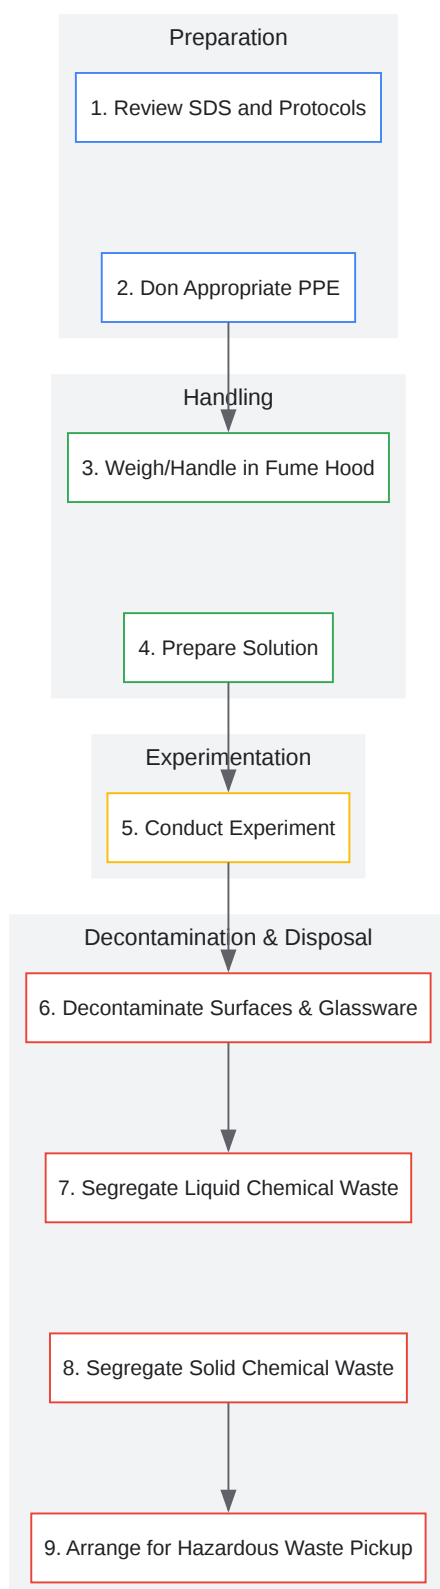 Preparation
1. Review SDS and Protocols
2. Don Appropriate PPE
Handling
3. Weigh/Handle in Fume Hood
4. Prepare Solution
Experimentation
5. Conduct Experiment
Decontamination & Disposal
6. Decontaminate Surfaces & Glassware
7. Segregate Liquid Chemical Waste
8. Segregate Solid Chemical Waste
9. Arrange for Hazardous Waste Pickup